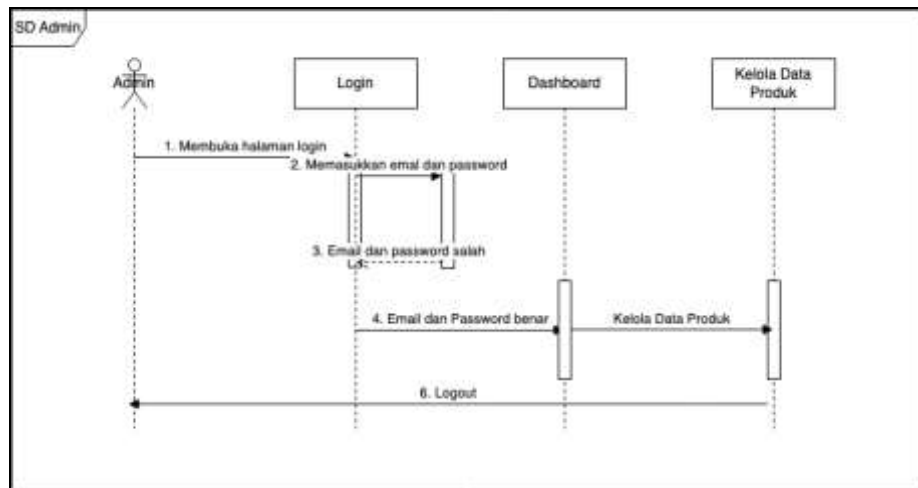 SD Admin
Admin
Login
Dashboard
Kelola Data
Produk
1. Membuka halaman login
2. Memasukkan emal dan password
3. Email dan password salah
4. Email dan Password benar
Kelola Data Produk
6. Logout